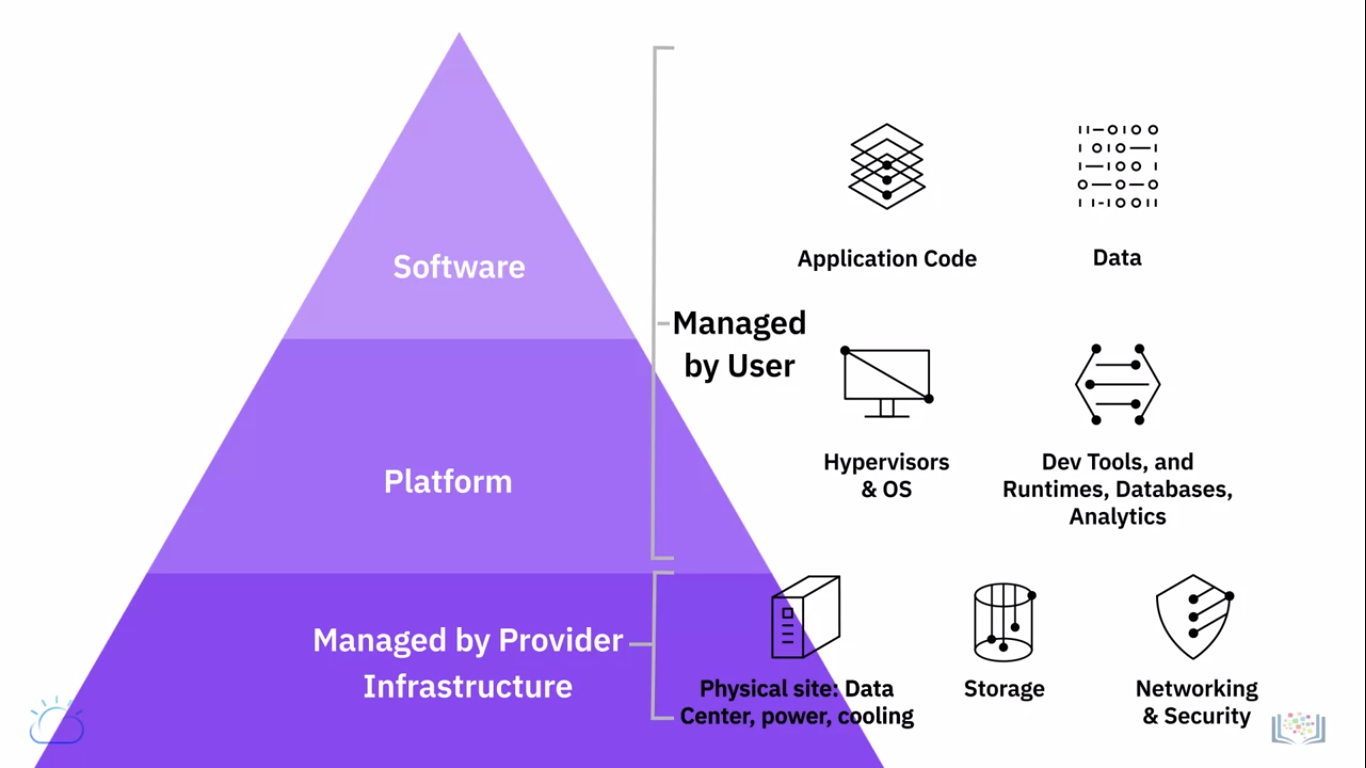 Software
Application Code
Data
Managed
by User
Platform
Hypervisors
& OS
Dev Tools, and
Runtimes, Databases,
Analytics
Managed by Provider
Infrastructure
Physical site: Data
Center, power, cooling
Storage
Networking
& Security